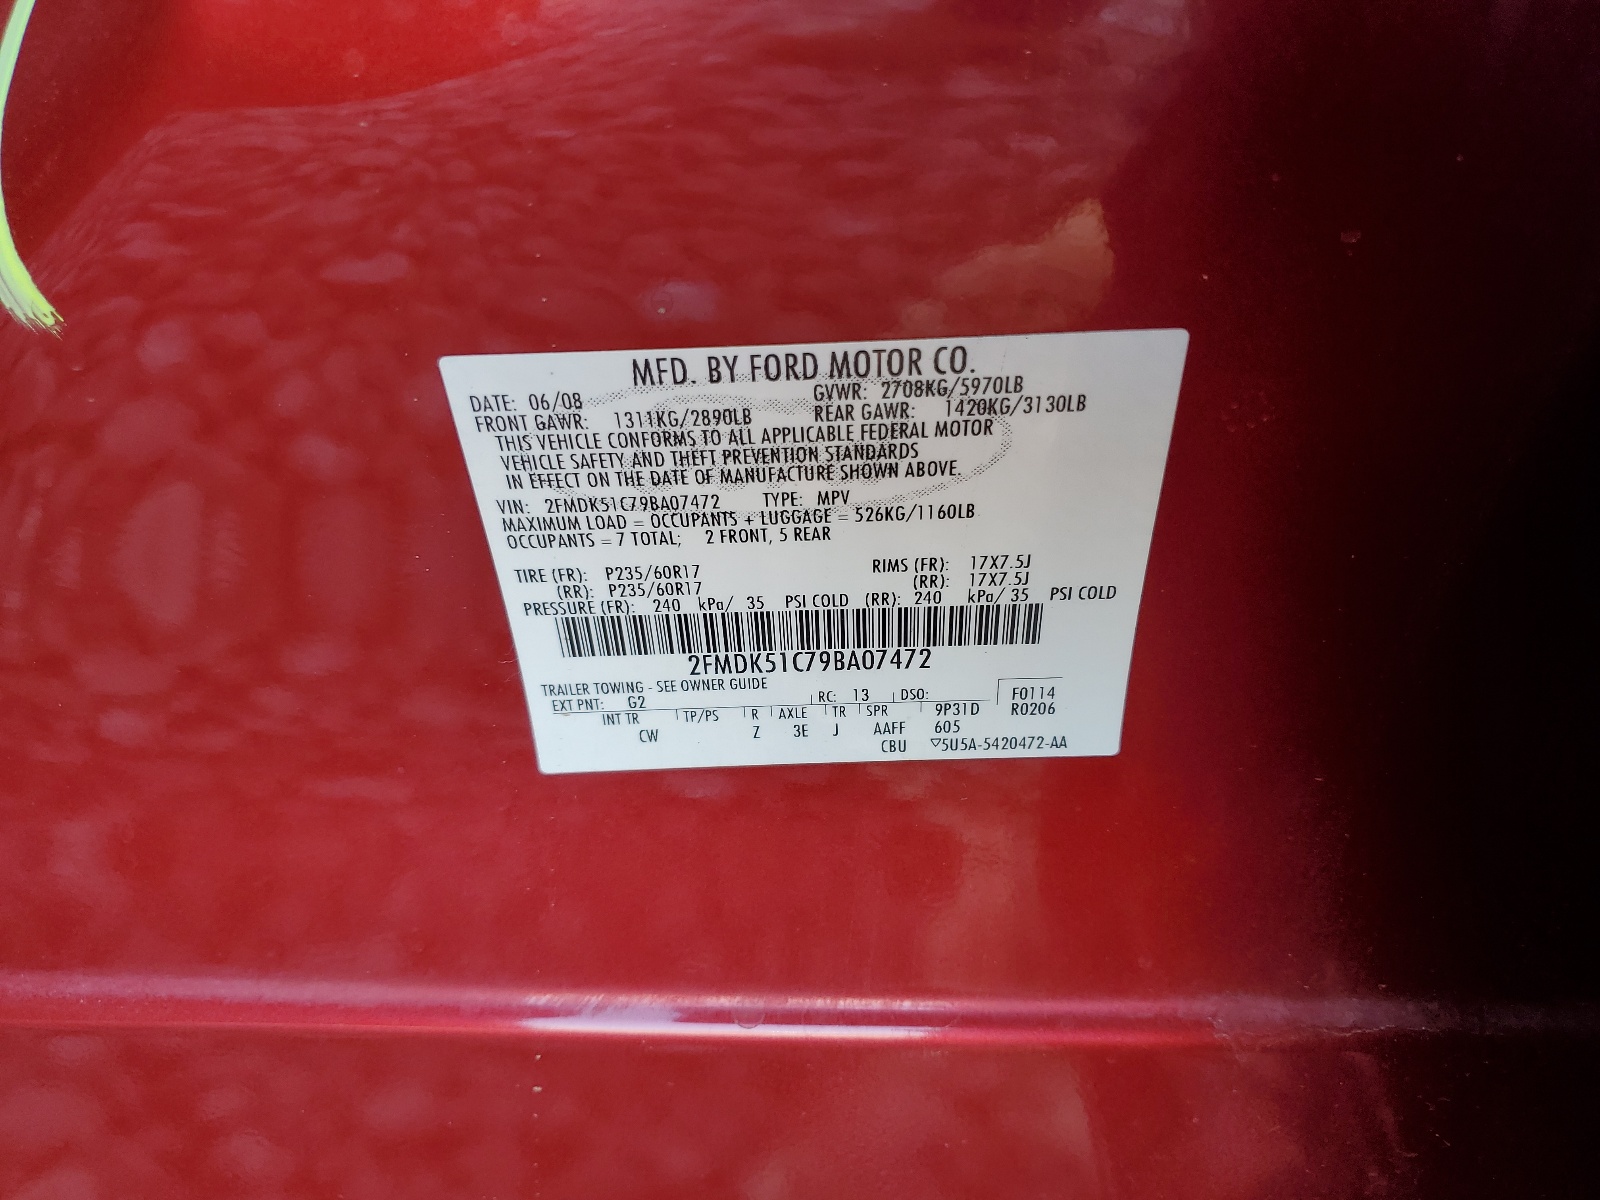 MFD. BY FORD MOTOR CO.
DATE: 06/08 GVWR: 2708KG/5970LB
FRONT GAWR: 1311KG/2890LB REAR GAWR: 1420KG/3130LB
THIS VEHICLE CONFORMS TO ALL APPLICABLE FEDERAL MOTOR
VEHICLE SAFETY AND THEFT PREVENTION STANDARDS
IN EFFECT ON THE DATE OF MANUFACTURE SHOWN ABOVE.
VIN: 2FMDK51C79BA07472 TYPE: MPV
MAXIMUM LOAD = OCCUPANTS + LUGGAGE = 526KG/1160LB
OCCUPANTS = 7 TOTAL; 2 FRONT, 5 REAR
TIRE (FR): P235/60R17 RIMS (FR): 17X7.5J
(RR): P235/60R17 (RR): 17X7.5J
PRESSURE (FR): 240 kPa/ 35 PSI COLD (RR): 240 kPa/ 35 PSI COLD
2FMDK51C79BA07472
TRAILER TOWING - SEE OWNER GUIDE
EXT PNT: G2 RC: 13 DSO: F0114
INT TR TP/PS R AXLE TR SPR 9P31D R0206
CW Z 3E J AAFF 605
CBU ▽5U5A-5420472-AA